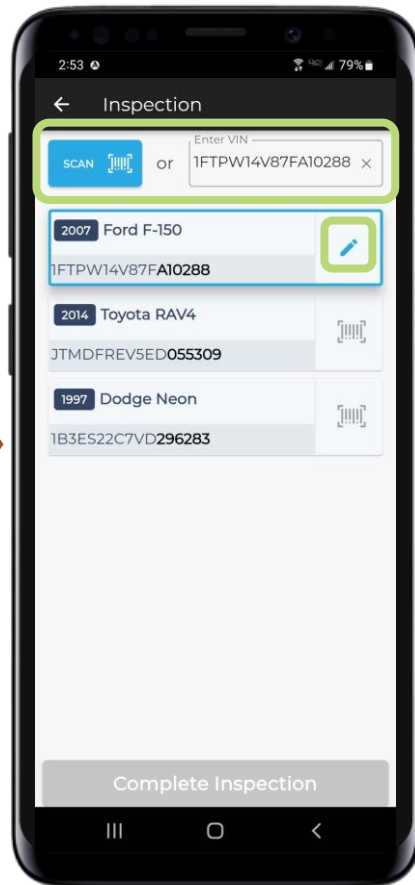 2:53 79%
Inspection
SCAN or Enter VIN
1FTPW14V87FA10288 ×
2007 Ford F-150
1FTPW14V87FA10288
2014 Toyota RAV4
JTMDFREV5ED055309
1997 Dodge Neon
1B3ES22C7VD296283
Complete Inspection